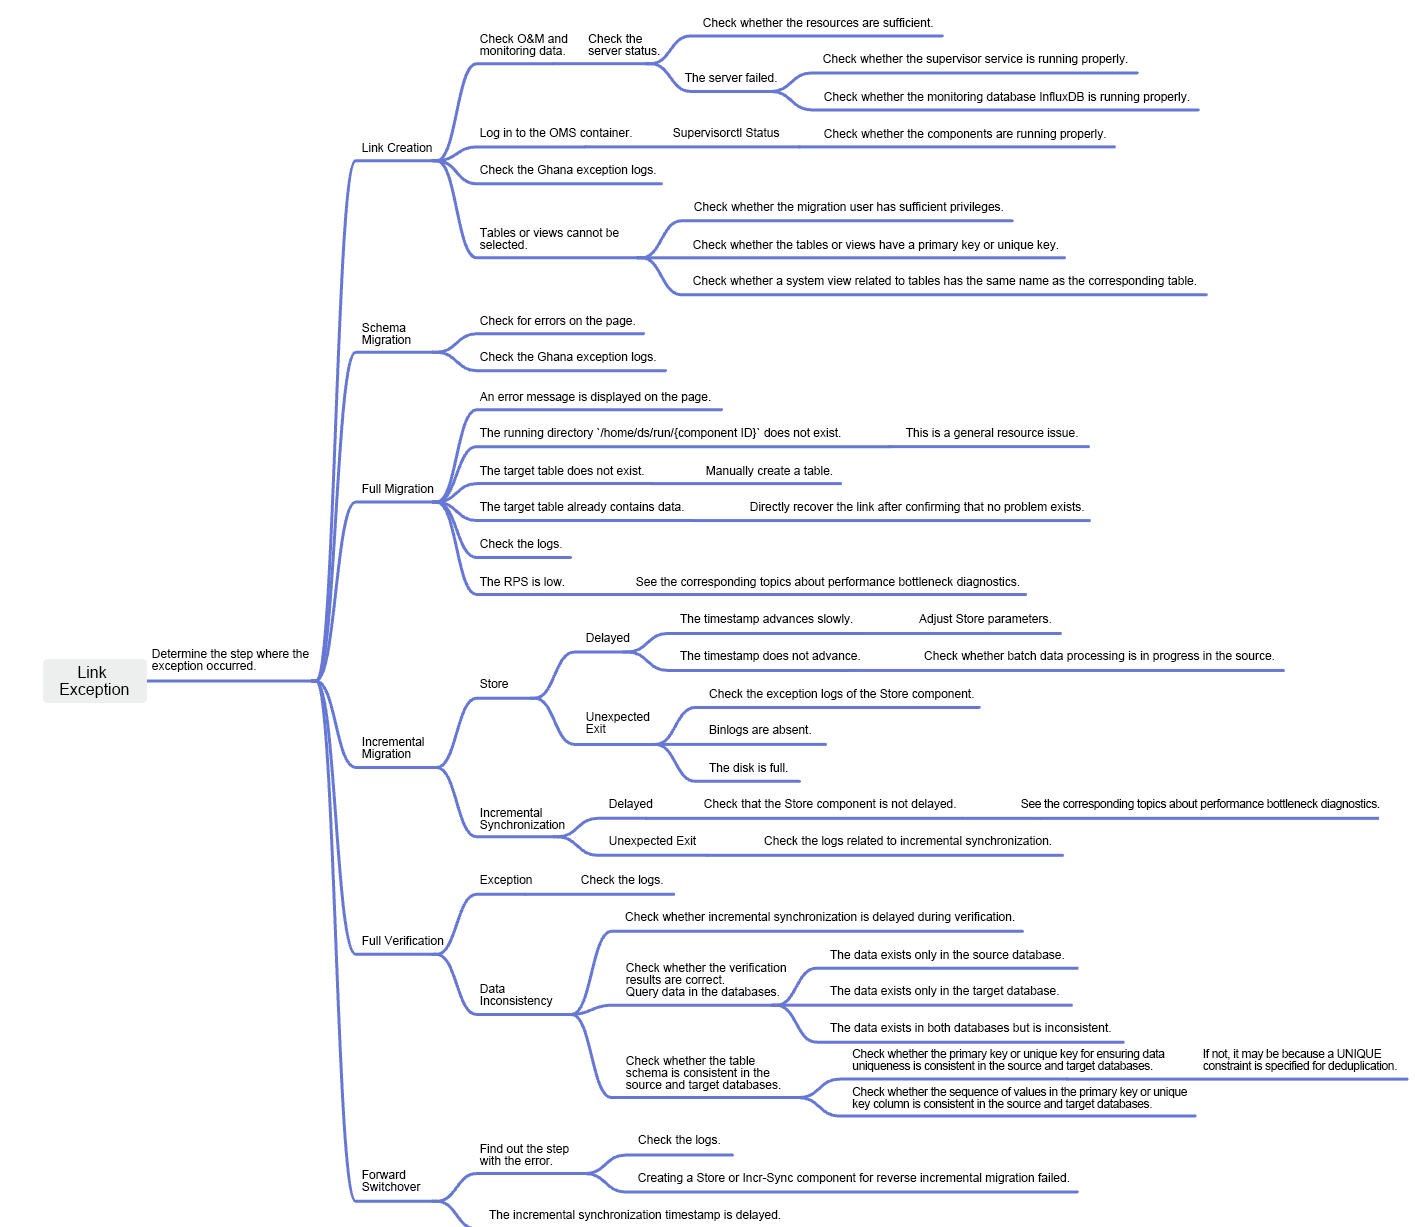 Link
Exception
Determine the step where the
exception occurred.
Link Creation
Check O&M and
monitoring data.
Check the
server status.
Check whether the resources are sufficient.
The server failed.
Check whether the supervisor service is running properly.
Check whether the monitoring database InfluxDB is running properly.
Log in to the OMS container.
Supervisorctl Status
Check whether the components are running properly.
Check the Ghana exception logs.
Tables or views cannot be
selected.
Check whether the migration user has sufficient privileges.
Check whether the tables or views have a primary key or unique key.
Check whether a system view related to tables has the same name as the corresponding table.
Schema
Migration
Check for errors on the page.
Check the Ghana exception logs.
Full Migration
An error message is displayed on the page.
The running directory `/home/ds/run/{component ID}` does not exist.
This is a general resource issue.
The target table does not exist.
Manually create a table.
The target table already contains data.
Directly recover the link after confirming that no problem exists.
Check the logs.
The RPS is low.
See the corresponding topics about performance bottleneck diagnostics.
Incremental
Migration
Store
Delayed
The timestamp advances slowly.
Adjust Store parameters.
The timestamp does not advance.
Check whether batch data processing is in progress in the source.
Unexpected
Exit
Check the exception logs of the Store component.
Binlogs are absent.
The disk is full.
Incremental
Synchronization
Delayed
Check that the Store component is not delayed.
See the corresponding topics about performance bottleneck diagnostics.
Unexpected Exit
Check the logs related to incremental synchronization.
Full Verification
Exception
Check the logs.
Data
Inconsistency
Check whether incremental synchronization is delayed during verification.
Check whether the verification
results are correct.
Query data in the databases.
The data exists only in the source database.
The data exists only in the target database.
The data exists in both databases but is inconsistent.
Check whether the table
schema is consistent in the
source and target databases.
Check whether the primary key or unique key for ensuring data
uniqueness is consistent in the source and target databases.
If not, it may be because a UNIQUE
constraint is specified for deduplication.
Check whether the sequence of values in the primary key or unique
key column is consistent in the source and target databases.
Forward
Switchover
Find out the step
with the error.
Check the logs.
Creating a Store or Incr-Sync component for reverse incremental migration failed.
The incremental synchronization timestamp is delayed.